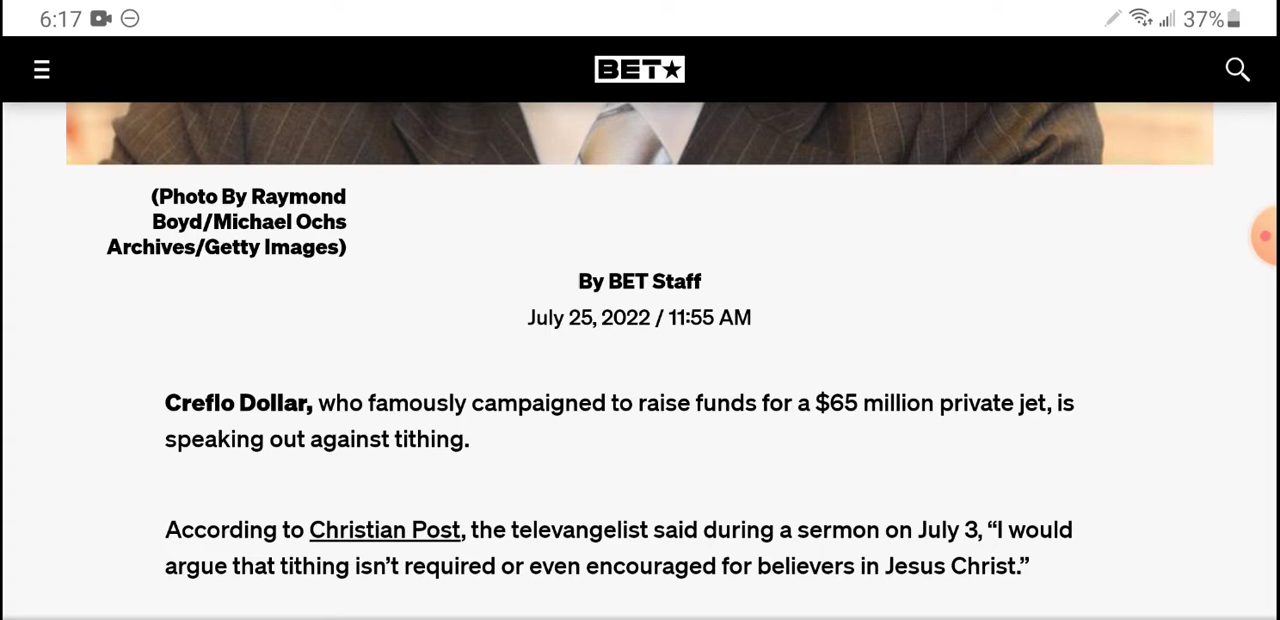 6:17 37%
BET
(Photo By Raymond
Boyd/Michael Ochs
Archives/Getty Images)
By BET Staff
July 25, 2022 / 11:55 AM
Creflo Dollar, who famously campaigned to raise funds for a $65 million private jet, is
speaking out against tithing.
According to Christian Post, the televangelist said during a sermon on July 3, “I would
argue that tithing isn’t required or even encouraged for believers in Jesus Christ.”